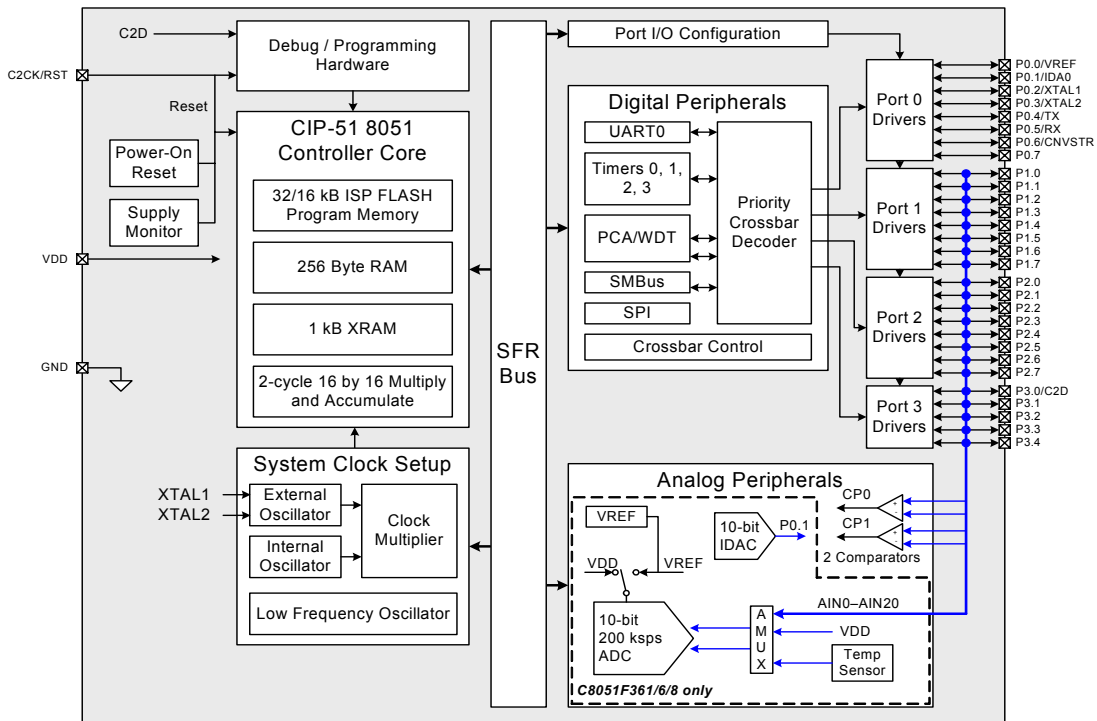 C2D
C2CK/RST
Debug / Programming
Hardware
Reset
Power-On
Reset
Supply
Monitor
VDD
GND
CIP-51 8051
Controller Core
32/16 kB ISP FLASH
Program Memory
256 Byte RAM
1 kB XRAM
2-cycle 16 by 16 Multiply
and Accumulate
System Clock Setup
XTAL1
XTAL2
External
Oscillator
Internal
Oscillator
Clock
Multiplier
Low Frequency Oscillator
SFR
Bus
Port I/O Configuration
Digital Peripherals
UART0
Timers 0, 1,
2, 3
PCA/WDT
SMBus
SPI
Priority
Crossbar
Decoder
Crossbar Control
Port 0
Drivers
Port 1
Drivers
Port 2
Drivers
Port 3
Drivers
P0.0/VREF
P0.1/IDA0
P0.2/XTAL1
P0.3/XTAL2
P0.4/TX
P0.5/RX
P0.6/CNVSTR
P0.7
P1.0
P1.1
P1.2
P1.3
P1.4
P1.5
P1.6
P1.7
P2.0
P2.1
P2.2
P2.3
P2.4
P2.5
P2.6
P2.7
P3.0/C2D
P3.1
P3.2
P3.3
P3.4
Analog Peripherals
VREF
VDD
VREF
10-bit
IDAC
P0.1
CP0
+
-
CP1
+
-
2 Comparators
10-bit
200 ksps
ADC
A
M
U
X
AIN0–AIN20
VDD
Temp
Sensor
C8051F361/6/8 only